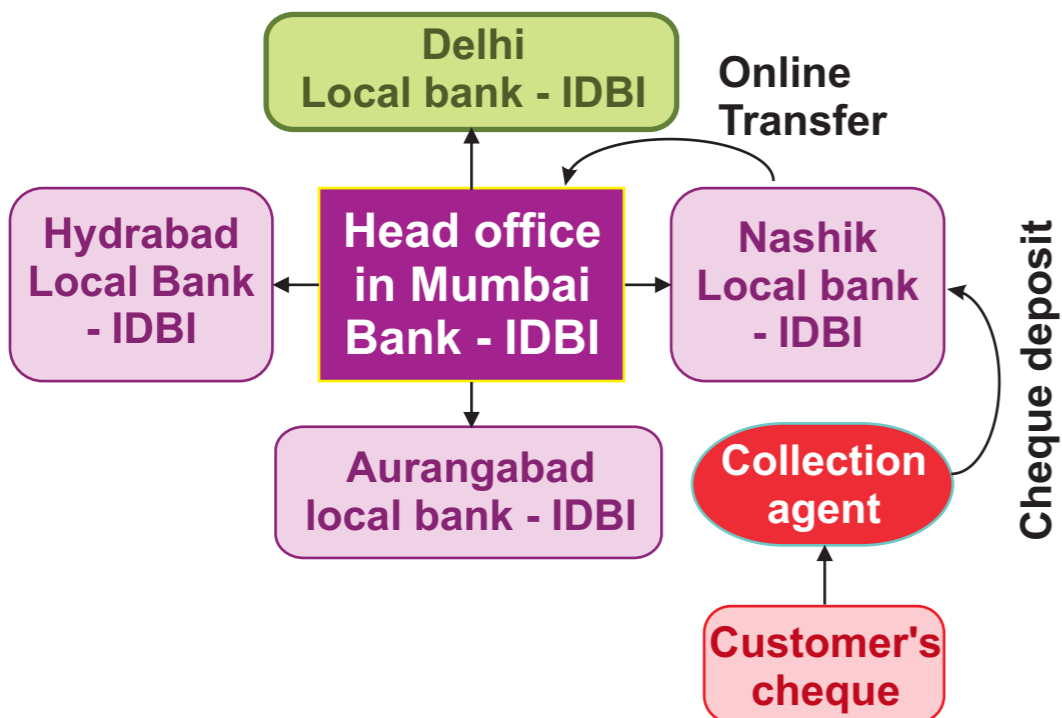 Delhi
Local bank - IDBI
Online
Transfer
Hydrabad
Local Bank
- IDBI
Head office
in Mumbai
Bank - IDBI
Nashik
Local bank
- IDBI
Cheque deposit
Aurangabad
local bank - IDBI
Collection
agent
Customer's
cheque